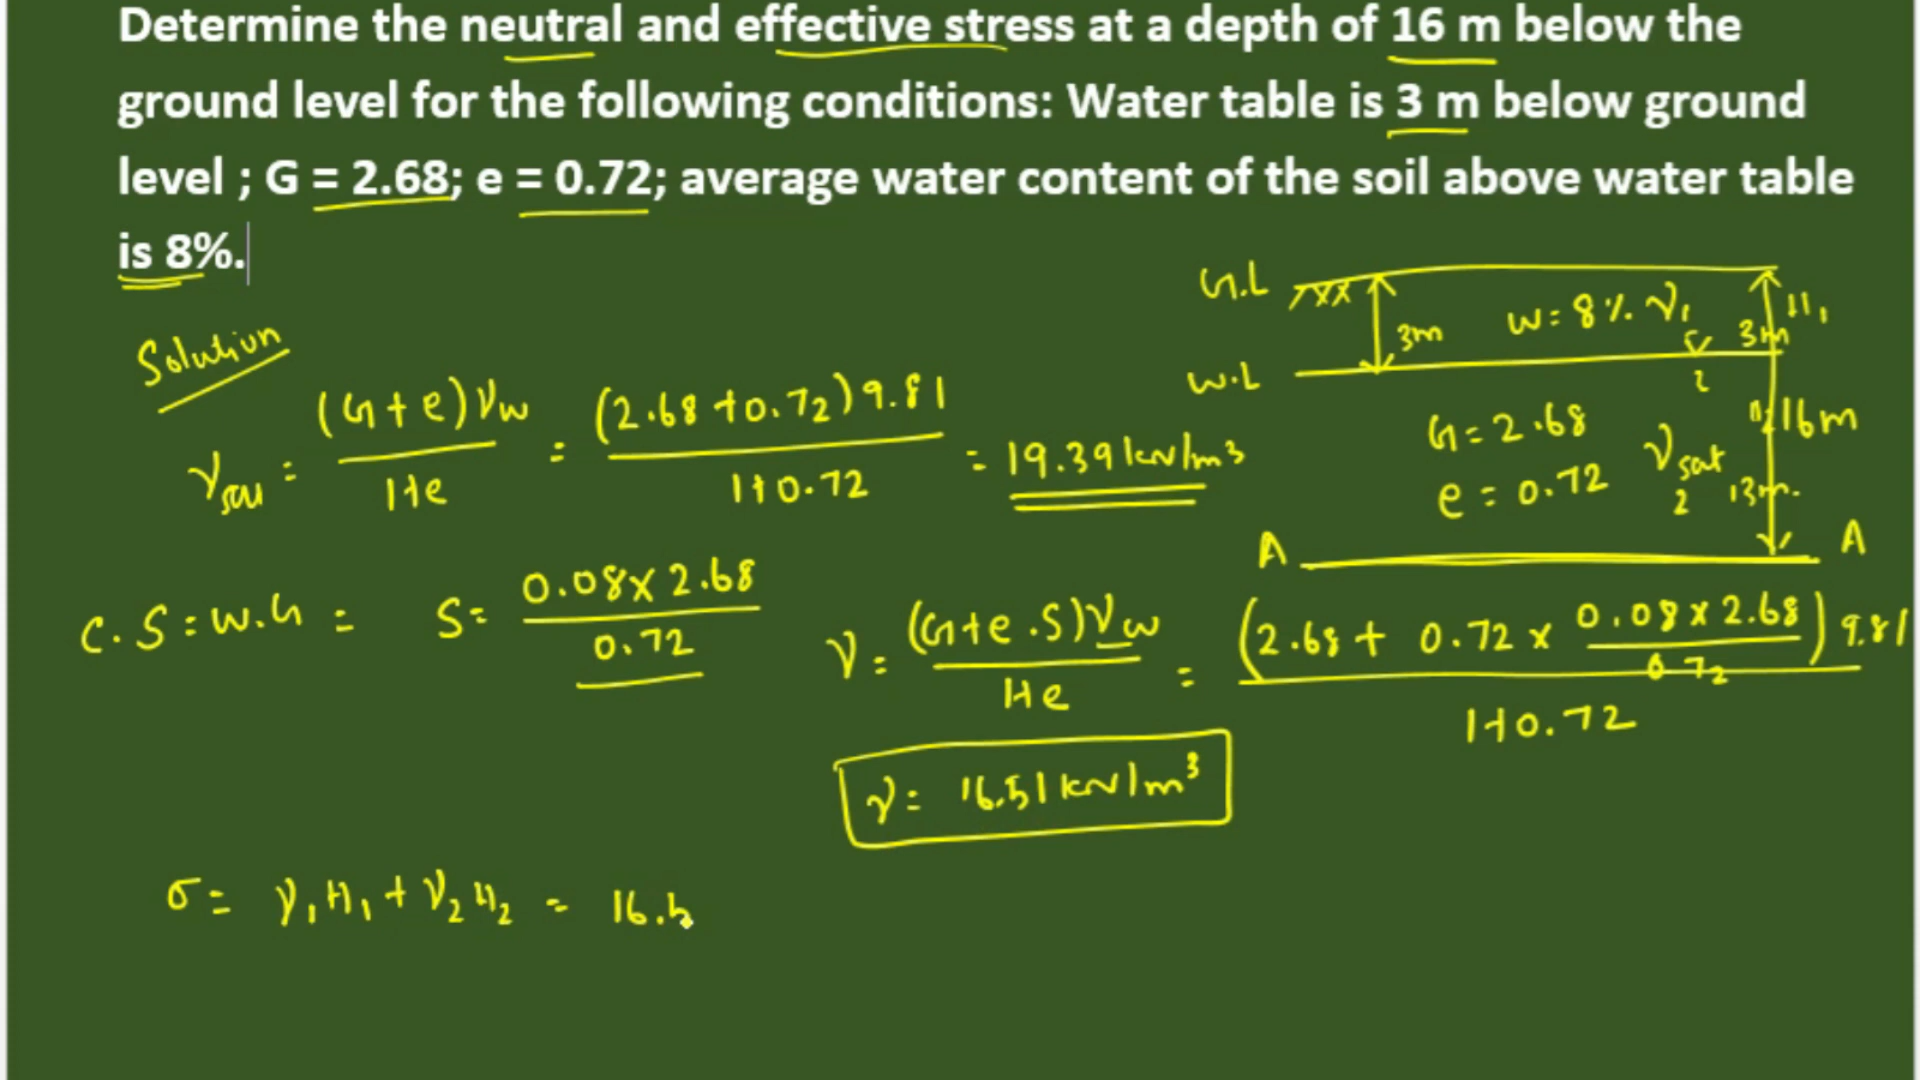 Determine the neutral and effective stress at a depth of 16 m below the
ground level for the following conditions: Water table is 3 m below ground
level ; G = 2.68; e = 0.72; average water content of the soil above water table
is 8%.
Solution
G.L
3m
w = 8 % γ1
3m H1
W.L
2
γsat = (G+e)γw / 1+e = (2.68+0.72)9.81 / 1+0.72 = 19.39 kN/m³
G = 2.68
e = 0.72
γsat
2
16m
13m.
A A
e.S = w.G = S = 0.08 x 2.68 / 0.72
γ = (G+e.S)γw / 1+e = (2.68 + 0.72 x 0.08 x 2.68 / 0.72) 9.81 / 1+0.72
γ = 16.51 kN/m³
σ = γ1H1 + γ2H2 = 16.5